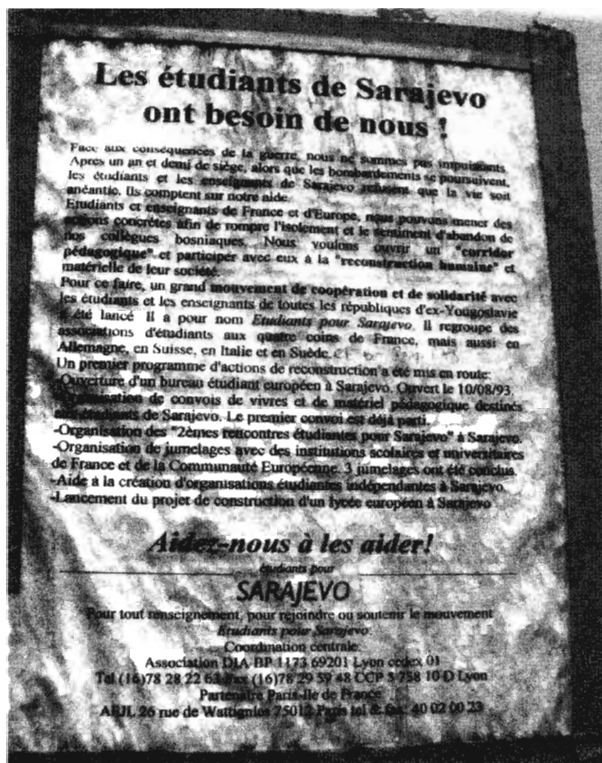 Les étudiants de Sarajevo
ont besoin de nous !
Face aux conséquences de la guerre, nous ne sommes pas impuissants.
Après un an et demi de siège, alors que les bombardements se poursuivent,
les étudiants et les enseignants de Sarajevo refusent que la vie soit
anéantie. Ils comptent sur notre aide.
Etudiants et enseignants de France et d'Europe, nous pouvons mener des
actions concrètes afin de rompre l'isolement et le sentiment d'abandon de
nos collègues bosniaques. Nous voulons ouvrir un "corridor
pédagogique" et participer avec eux à la "reconstruction humaine" et
matérielle de leur société.
Pour ce faire, un grand mouvement de coopération et de solidarité avec
les étudiants et les enseignants de toutes les républiques d'ex-Yougoslavie
a été lancé. Il a pour nom Etudiants pour Sarajevo. Il regroupe des
associations d'étudiants aux quatre coins de France, mais aussi en
Allemagne, en Suisse, en Italie et en Suède.
Un premier programme d'actions de reconstruction a été mis en route:
-Ouverture d'un bureau étudiant européen à Sarajevo. Ouvert le 10/08/93.
-Organisation de convois de vivres et de matériel pédagogique destinés
aux étudiants de Sarajevo. Le premier convoi est déjà parti.
-Organisation des "2èmes rencontres étudiantes pour Sarajevo" à Sarajevo.
-Organisation de jumelages avec des institutions scolaires et universitaires
de France et de la Communauté Européenne. 3 jumelages ont été conclus.
-Aide à la création d'organisations étudiantes indépendantes à Sarajevo.
-Lancement du projet de construction d'un lycée européen à Sarajevo
Aidez-nous à les aider!
étudiants pour
SARAJEVO
Pour tout renseignement, pour rejoindre ou soutenir le mouvement
Etudiants pour Sarajevo:
Coordination centrale:
Association DIA BP 1173 69201 Lyon cedex 01
Tel (16)78 28 22 63 Fax (16)78 29 59 48 CCP 3 758 10 D Lyon
Partenaire Paris-Ile de France
ARJL 26 rue de Wattignies 75012 Paris tel & fax: 40 02 00 23